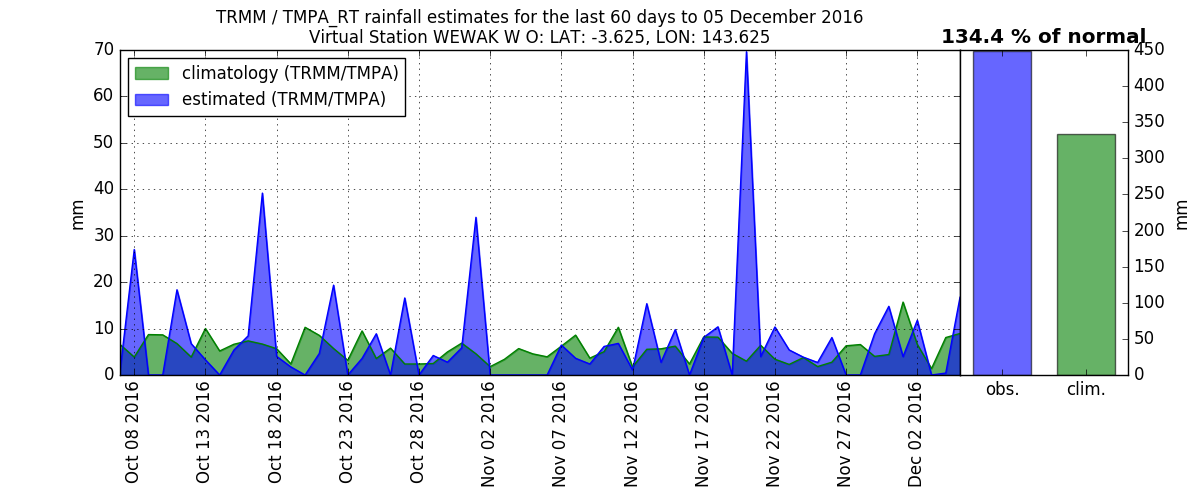 TRMM / TMPA_RT rainfall estimates for the last 60 days to 05 December 2016
Virtual Station WEWAK W O: LAT: -3.625, LON: 143.625
134.4 % of normal
climatology (TRMM/TMPA)
estimated (TRMM/TMPA)
mm
70
60
50
40
30
20
10
0
Oct 08 2016
Oct 13 2016
Oct 18 2016
Oct 23 2016
Oct 28 2016
Nov 02 2016
Nov 07 2016
Nov 12 2016
Nov 17 2016
Nov 22 2016
Nov 27 2016
Dec 02 2016
obs.
clim.
450
400
350
300
250
200
150
100
50
0
mm